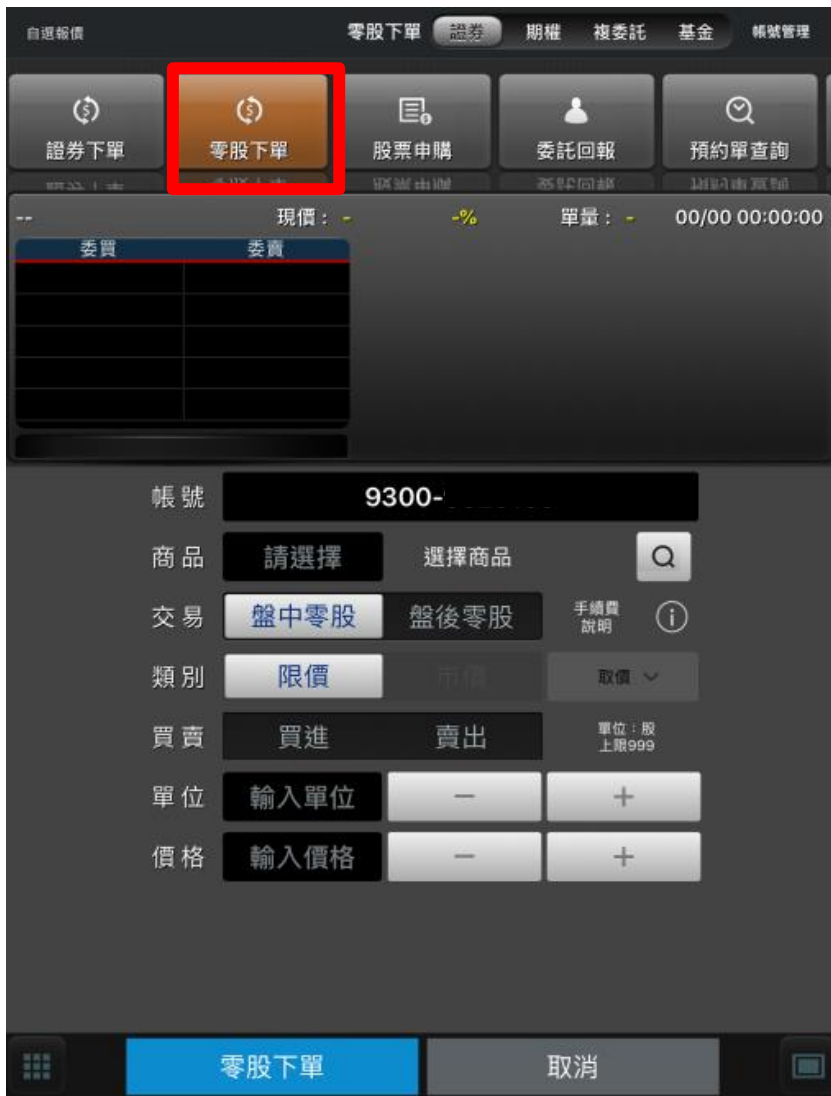 自選報價 零股下單 證券 期權 複委託 基金 帳號管理
證券下單 零股下單 股票申購 委託回報 預約單查詢
-- 現價： - -% 單量： - 00/00 00:00:00
委買 委賣
帳號 9300-
商品 請選擇 選擇商品
交易 盤中零股 盤後零股 手續費
說明
類別 限價 市價 取價
買賣 買進 賣出 單位：股
上限999
單位 輸入單位 － ＋
價格 輸入價格 － ＋
零股下單 取消